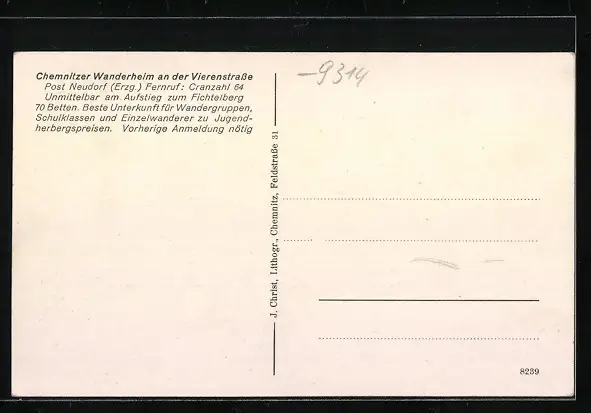 Chemnitzer Wanderheim an der Vierenstraße
Post Neudorf (Erzg.) Fernruf: Cranzahl 64
Unmittelbar am Aufstieg zum Fichtelberg
70 Betten. Beste Unterkunft für Wandergruppen,
Schulklassen und Einzelwanderer zu Jugend-
herbergspreisen. Vorherige Anmeldung nötig
J. Christ, Lithogr., Chemnitz, Feldstraße 31
-9314
8239